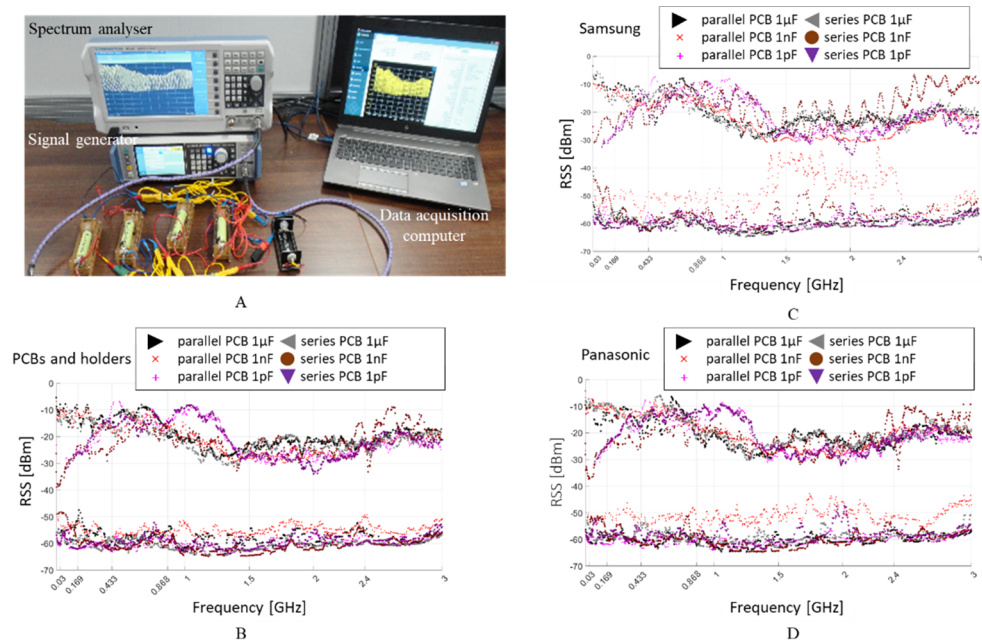 Spectrum analyser
Signal generator
Data acquisition
computer
A
Samsung
parallel PCB 1µF
series PCB 1µF
parallel PCB 1nF
series PCB 1nF
parallel PCB 1pF
series PCB 1pF
RSS [dBm]
0
-10
-20
-30
-40
-50
-60
-70
0.03
0.169
0.433
0.868
1
1.5
2
2.4
3
Frequency [GHz]
C
PCBs and holders
parallel PCB 1µF
series PCB 1µF
parallel PCB 1nF
series PCB 1nF
parallel PCB 1pF
series PCB 1pF
RSS [dBm]
0
-10
-20
-30
-40
-50
-60
-70
0.03
0.169
0.433
0.868
1
1.5
2
2.4
3
Frequency [GHz]
B
Panasonic
parallel PCB 1µF
series PCB 1µF
parallel PCB 1nF
series PCB 1nF
parallel PCB 1pF
series PCB 1pF
RSS [dBm]
0
-10
-20
-30
-40
-50
-60
-70
0.03
0.169
0.433
0.868
1
1.5
2
2.4
3
Frequency [GHz]
D